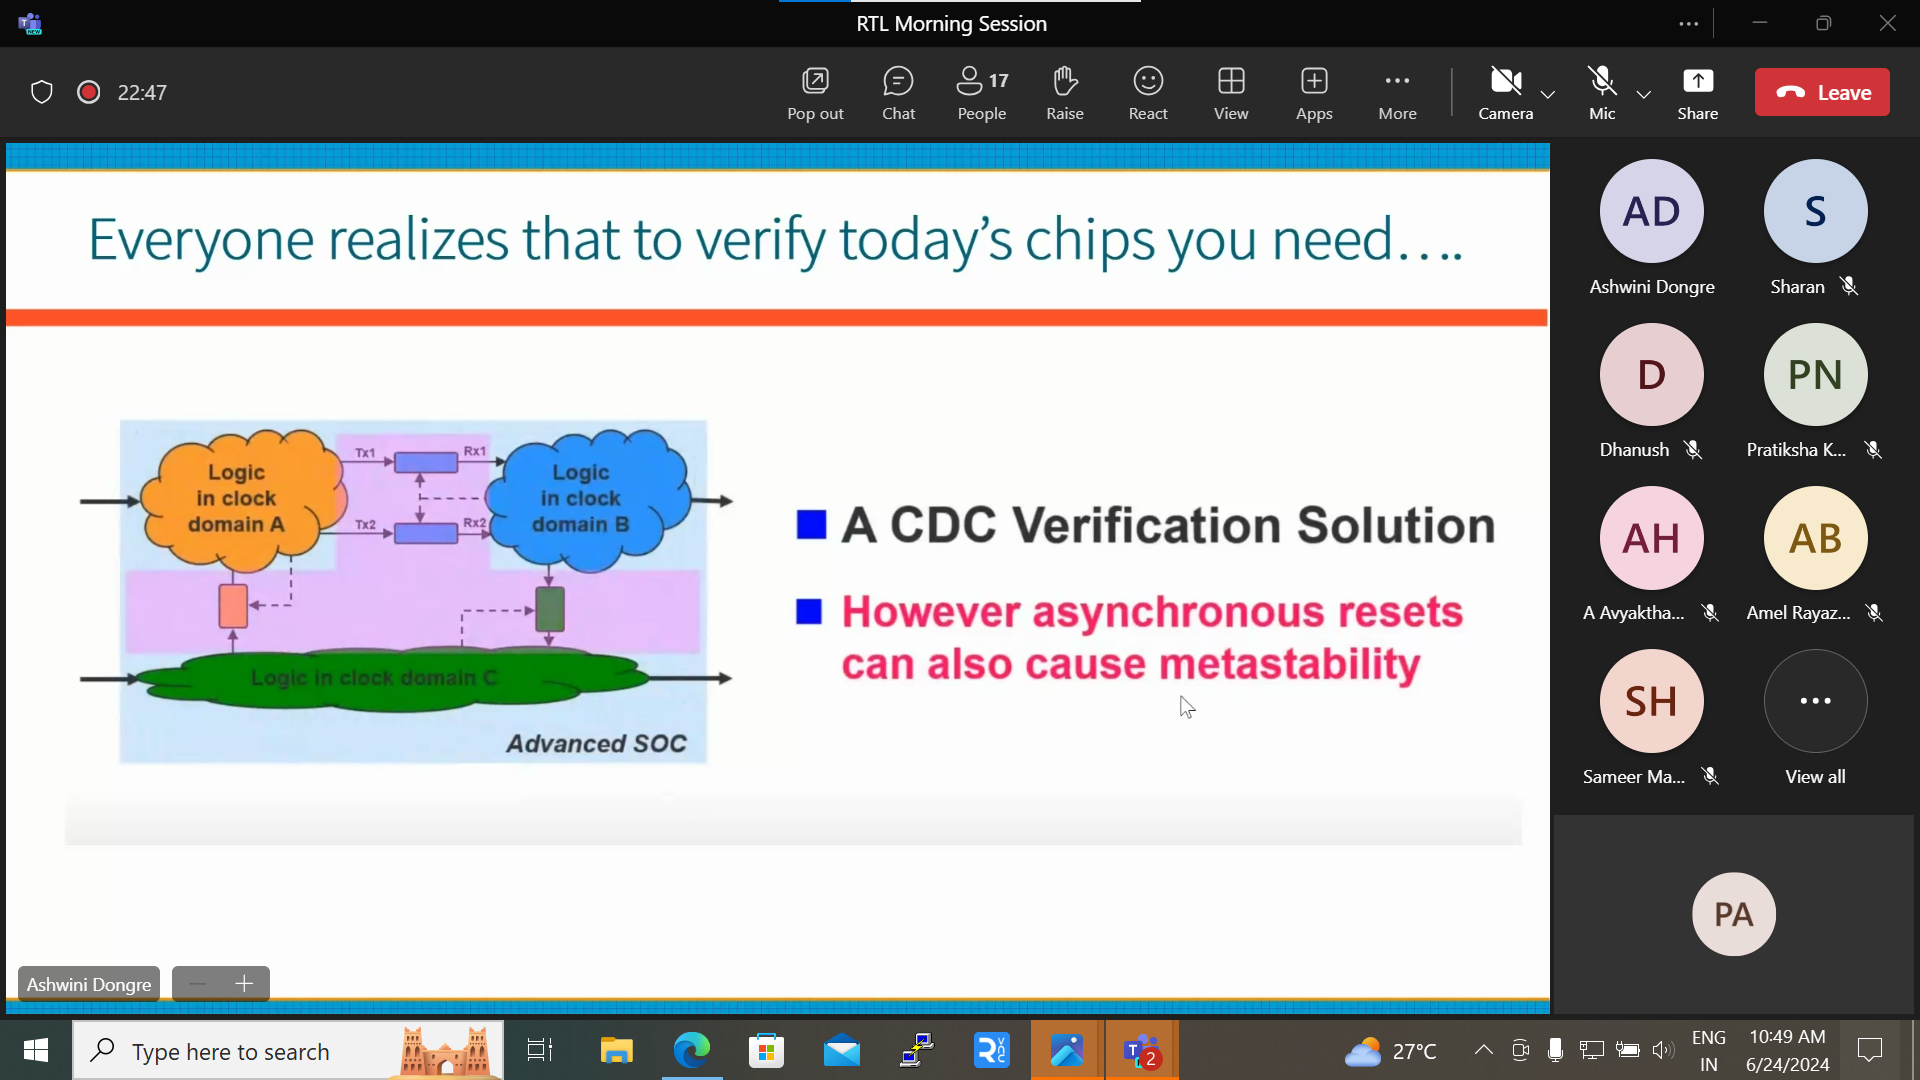 RTL Morning Session
22:47
Pop out
Chat
17
People
Raise
React
View
Apps
More
Camera
Mic
Share
Leave
Everyone realizes that to verify today's chips you need....
Logic
in clock
domain A
Tx1
Rx1
Tx2
Rx2
Logic
in clock
domain B
Logic in clock domain C
Advanced SOC
A CDC Verification Solution
However asynchronous resets
can also cause metastability
Ashwini Dongre
AD
Ashwini Dongre
S
Sharan
D
Dhanush
PN
Pratiksha K...
AH
A Avyaktha...
AB
Amel Rayaz...
SH
Sameer Ma...
View all
PA
Type here to search
NEW
2
27°C
ENG
IN
10:49 AM
6/24/2024